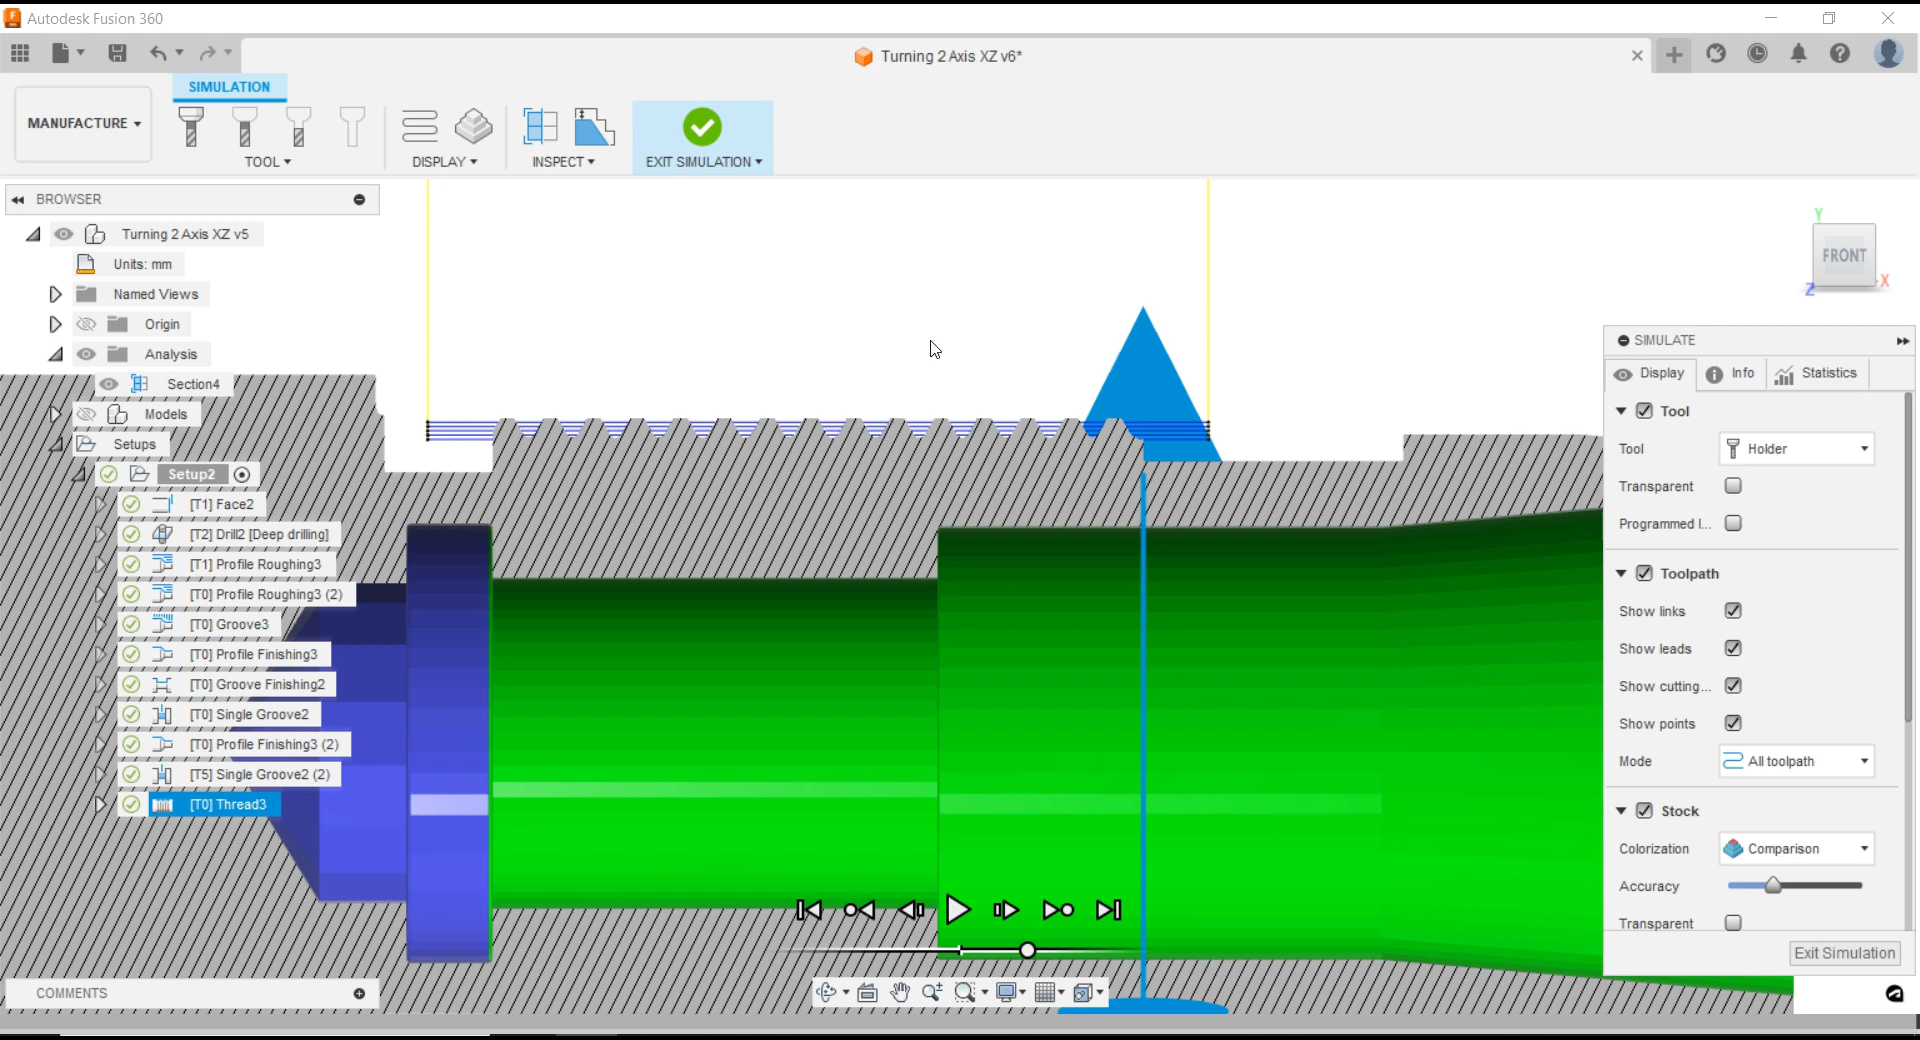 Autodesk Fusion 360
Turning 2 Axis XZ v6*
SIMULATION
MANUFACTURE
TOOL
DISPLAY
INSPECT
EXIT SIMULATION
BROWSER
Turning 2 Axis XZ v5
Units: mm
Named Views
Origin
Analysis
Section4
Models
Setups
Setup2
[T1] Face2
[T2] Drill2 [Deep drilling]
[T1] Profile Roughing3
[T0] Profile Roughing3 (2)
[T0] Groove3
[T0] Profile Finishing3
[T0] Groove Finishing2
[T0] Single Groove2
[T0] Profile Finishing3 (2)
[T5] Single Groove2 (2)
[T0] Thread3
COMMENTS
Y
FRONT
X
Z
SIMULATE
Display Info Statistics
Tool
Tool Holder
Transparent
Programmed l...
Toolpath
Show links
Show leads
Show cutting...
Show points
Mode All toolpath
Stock
Colorization Comparison
Accuracy
Transparent
Exit Simulation